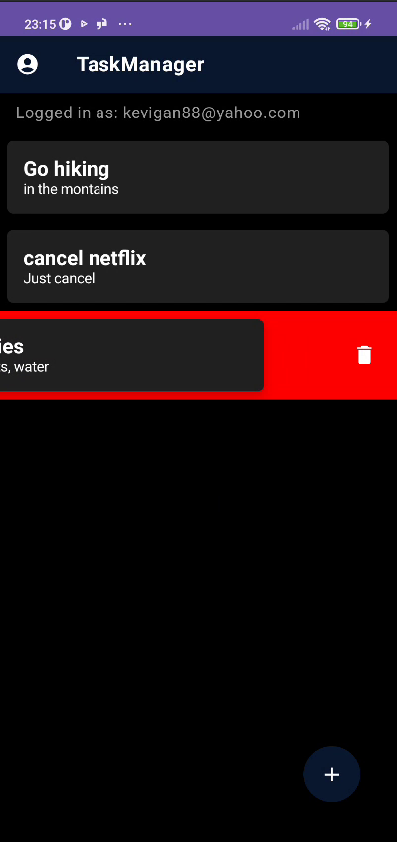 23:15 94
TaskManager
Logged in as: kevigan88@yahoo.com
Go hiking
in the montains
cancel netflix
Just cancel
ies
s, water